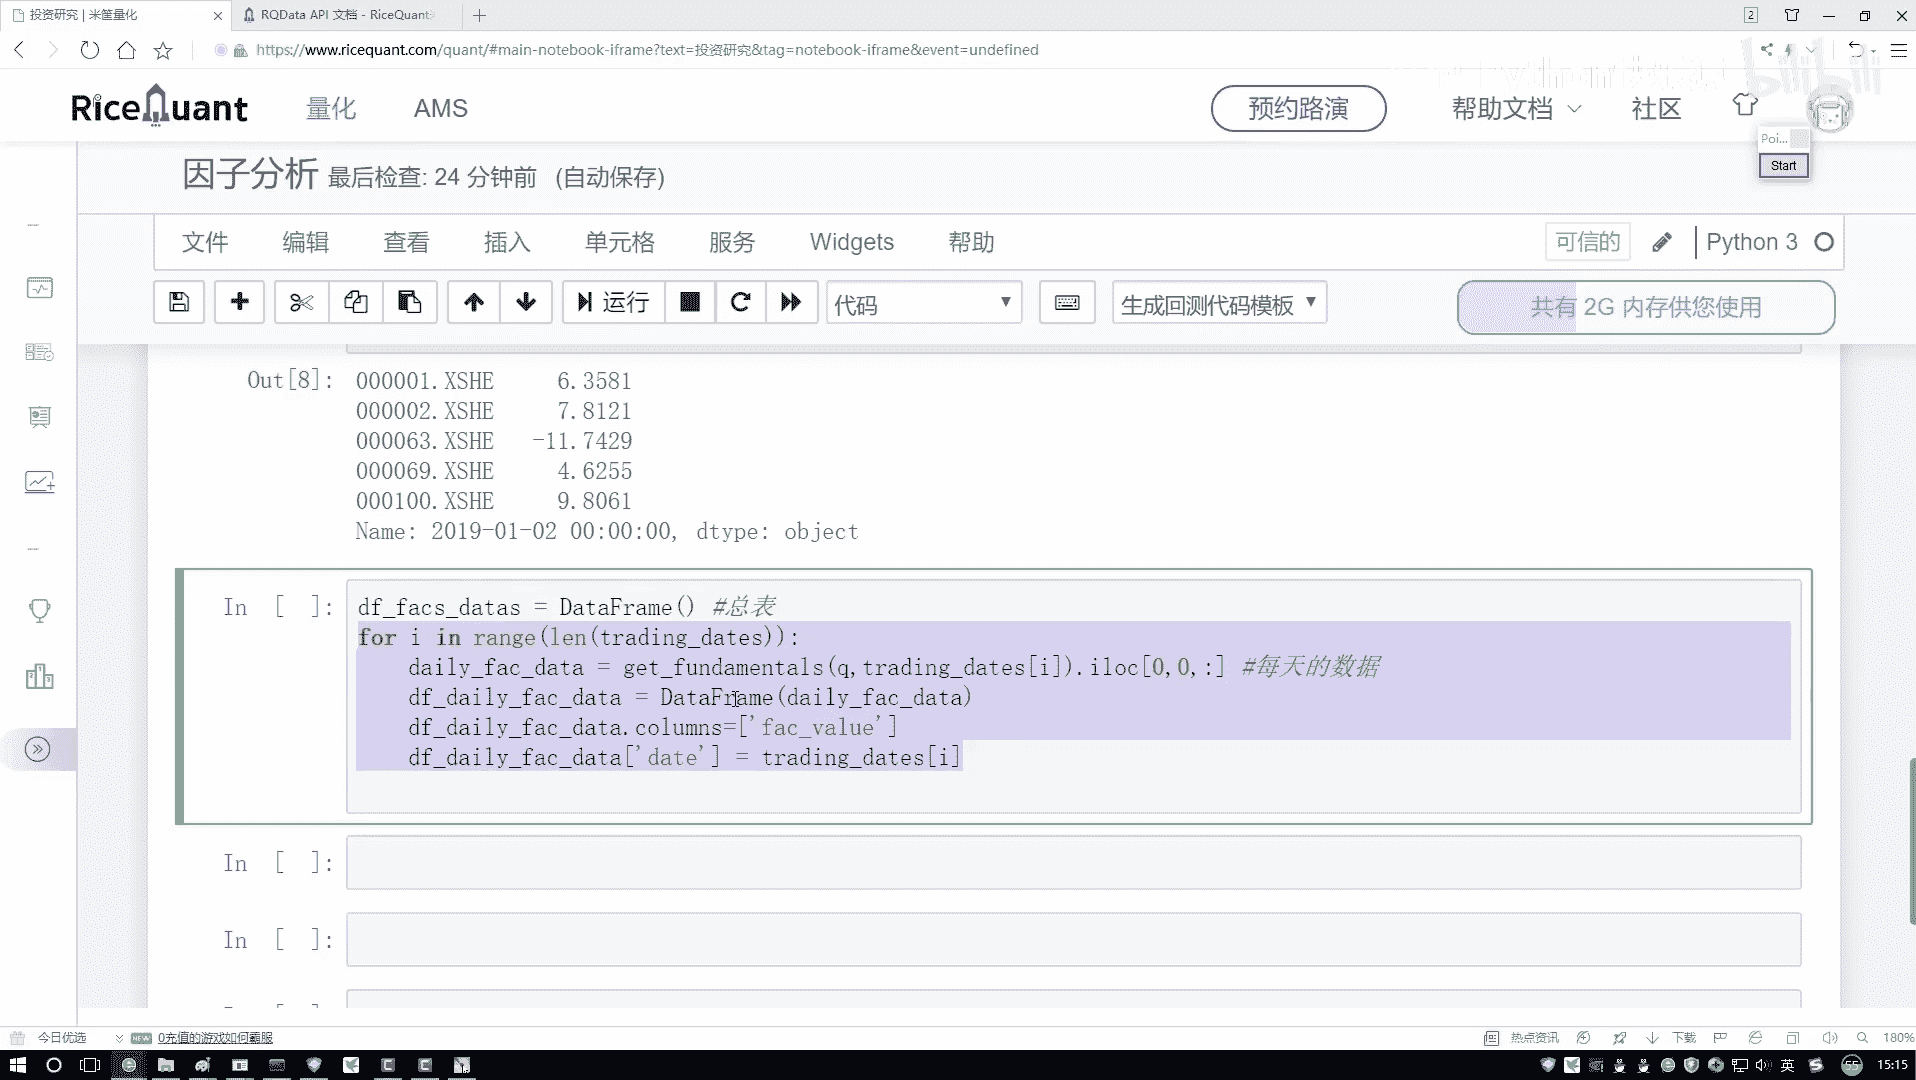 投资研究 | 米筐量化
RQData API 文档 - RiceQuant
2
https://www.ricequant.com/quant/#main-notebook-iframe?text=投资研究&tag=notebook-iframe&event=undefined
bilibili
RiceQuant 量化 AMS 预约路演 帮助文档 社区
Poi...
Start
因子分析 最后检查: 24 分钟前 (自动保存)
文件 编辑 查看 插入 单元格 服务 Widgets 帮助 可信的 Python 3
运行 代码 生成回测代码模板 共有 2G 内存供您使用
Out[8]: 000001.XSHE 6.3581
000002.XSHE 7.8121
000063.XSHE -11.7429
000069.XSHE 4.6255
000100.XSHE 9.8061
Name: 2019-01-02 00:00:00, dtype: object
In [ ]: df_facs_datas = DataFrame() #总表
for i in range(len(trading_dates)):
daily_fac_data = get_fundamentals(q,trading_dates[i]).iloc[0,0,:] #每天的数据
df_daily_fac_data = DataFrame(daily_fac_data)
df_daily_fac_data.columns=['fac_value']
df_daily_fac_data['date'] = trading_dates[i]
In [ ]:
In [ ]:
今日优选 NEW 0充值的游戏如何霸服 热点资讯 下载 180%
英 55 15:15